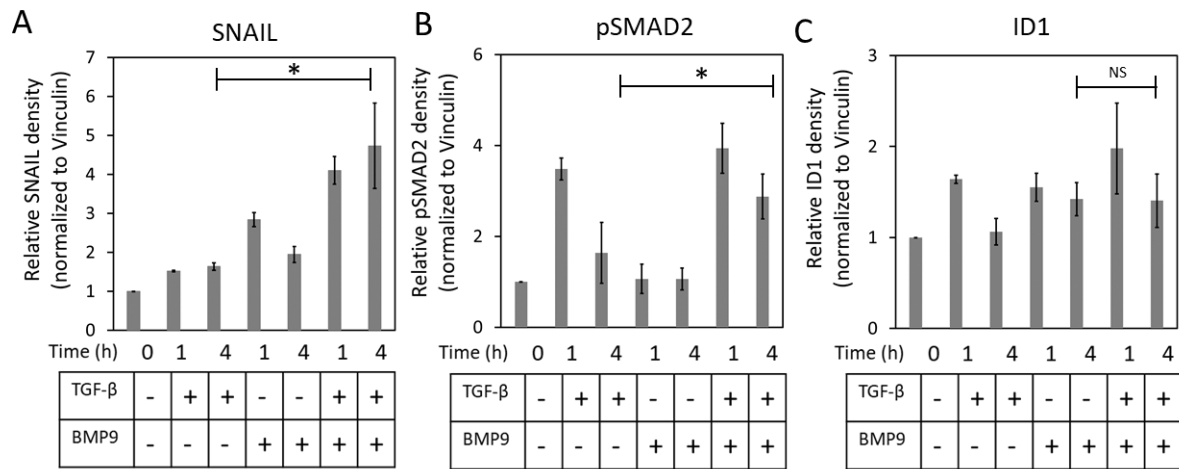 A
SNAIL
Relative SNAIL density
(normalized to Vinculin)
7
6
5
4
3
2
1
0
*
Time (h) 0 1 4 1 4 1 4
TGF-β - + + - - + +
BMP9 - - - + + + +
B
pSMAD2
Relative pSMAD2 density
(normalized to Vinculin)
6
4
2
0
*
Time (h) 0 1 4 1 4 1 4
TGF-β - + + - - + +
BMP9 - - - + + + +
C
ID1
Relative ID1 density
(normalized to Vinculin)
3
2
1
0
NS
Time (h) 0 1 4 1 4 1 4
TGF-β - + + - - + +
BMP9 - - - + + + +